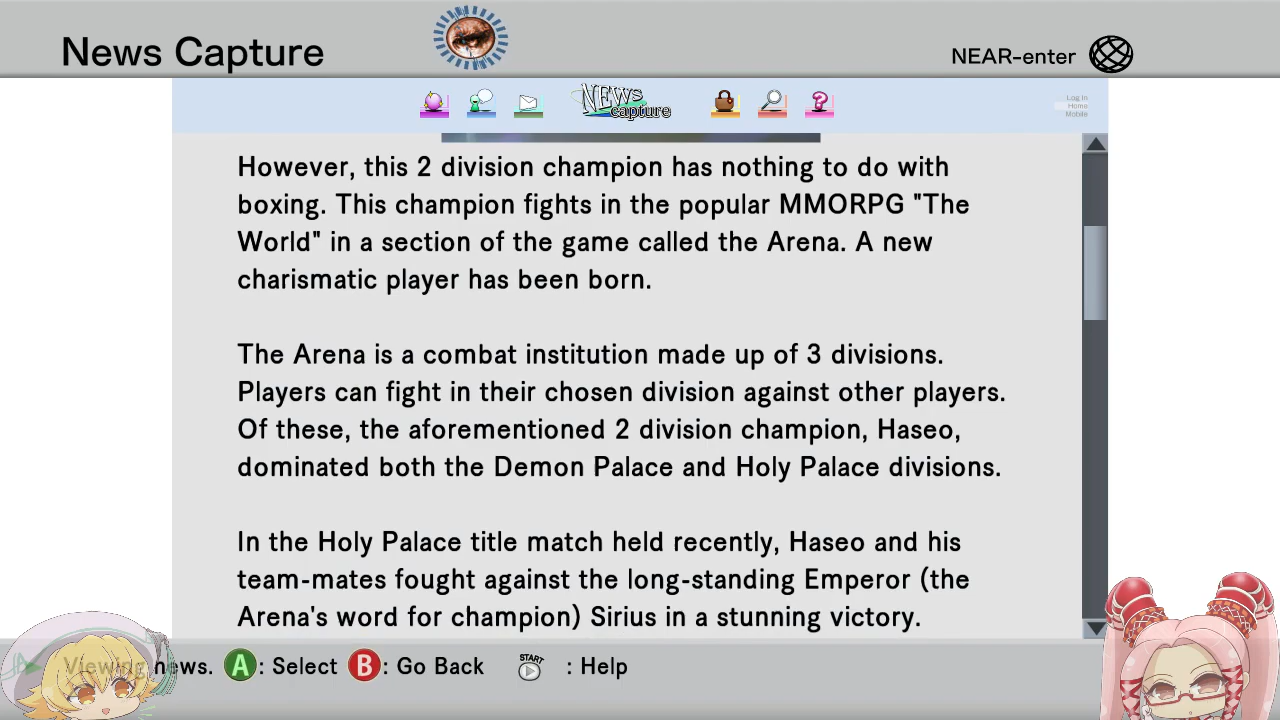 News Capture
NEAR-enter
NEWS
capture
Log In
Home
Mobile
However, this 2 division champion has nothing to do with
boxing. This champion fights in the popular MMORPG "The
World" in a section of the game called the Arena. A new
charismatic player has been born.
The Arena is a combat institution made up of 3 divisions.
Players can fight in their chosen division against other players.
Of these, the aforementioned 2 division champion, Haseo,
dominated both the Demon Palace and Holy Palace divisions.
In the Holy Palace title match held recently, Haseo and his
team-mates fought against the long-standing Emperor (the
Arena's word for champion) Sirius in a stunning victory.
Viewing news. A : Select B : Go Back START : Help